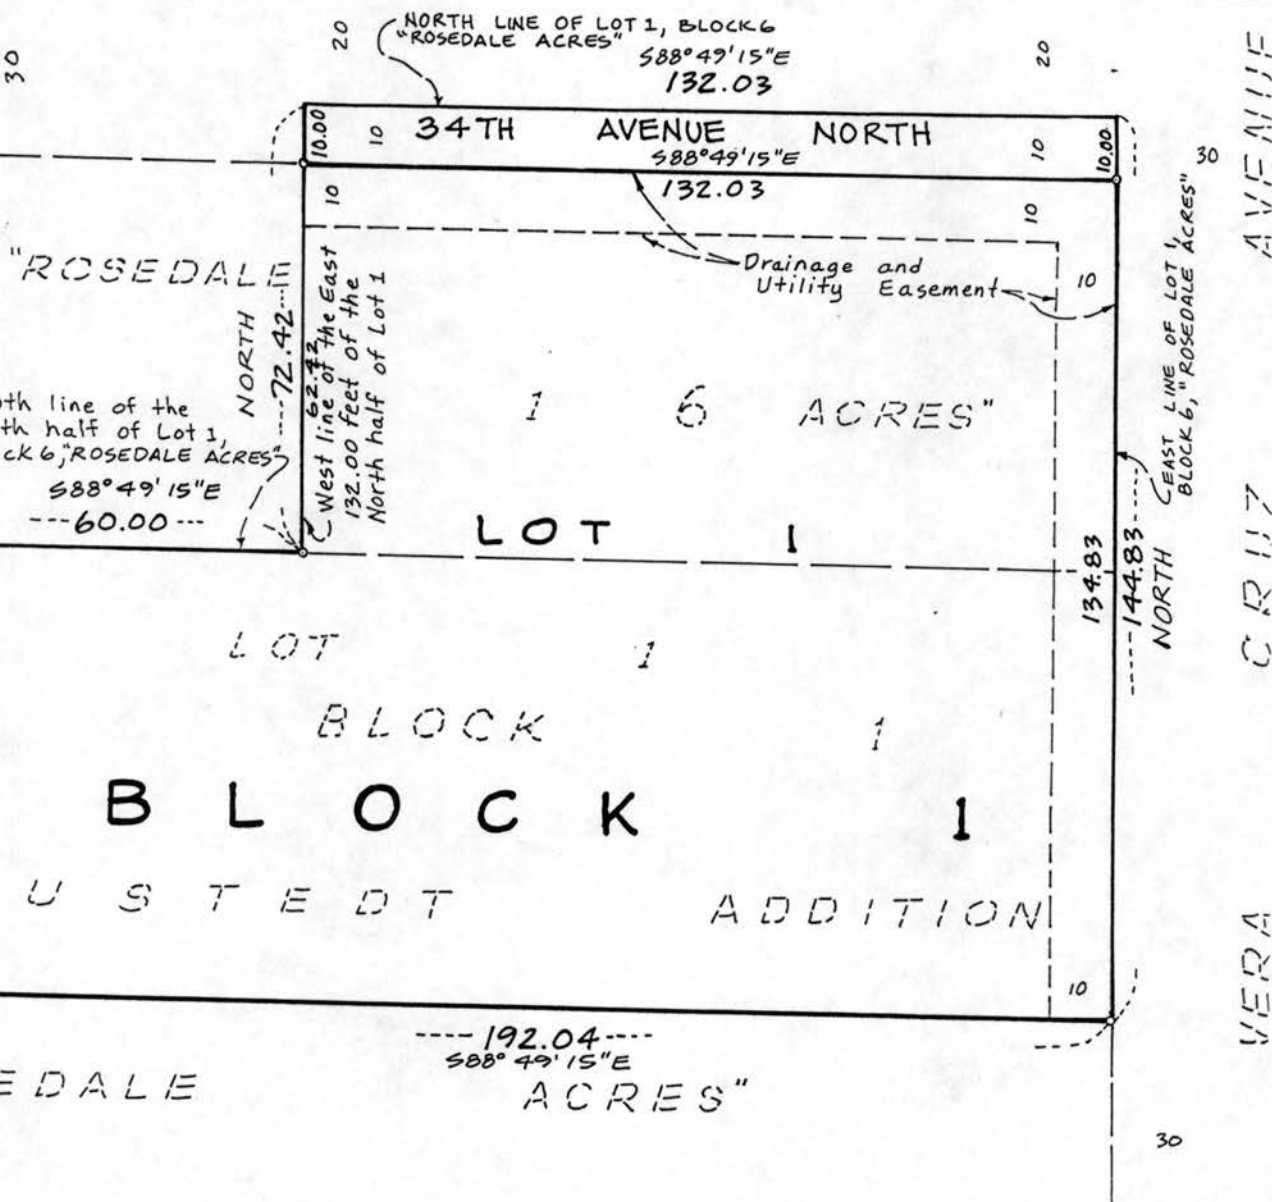 NORTH LINE OF LOT 1, BLOCK 6
"ROSEDALE ACRES"
S88°49'15"E
132.03
20
20
30
10.00
10
34TH AVENUE NORTH
10
10.00
S88°49'15"E
132.03
30
10
10
10
"ROSEDALE
Drainage and
Utility Easement
NORTH
72.42
62.42
West line of the East
132.00 feet of the
North half of Lot 1
EAST LINE OF LOT 1,
BLOCK 6, "ROSEDALE ACRES"
1 6 ACRES"
th line of the
th half of Lot 1,
ck 6, "ROSEDALE ACRES"
S88°49'15"E
60.00
LOT 1
134.83
144.83
NORTH
LOT 1
BLOCK 1
BLOCK 1
USTEDT ADDITION
10
192.04
S88°49'15"E
EDALE ACRES"
30
VERA CRUZ AVENUE